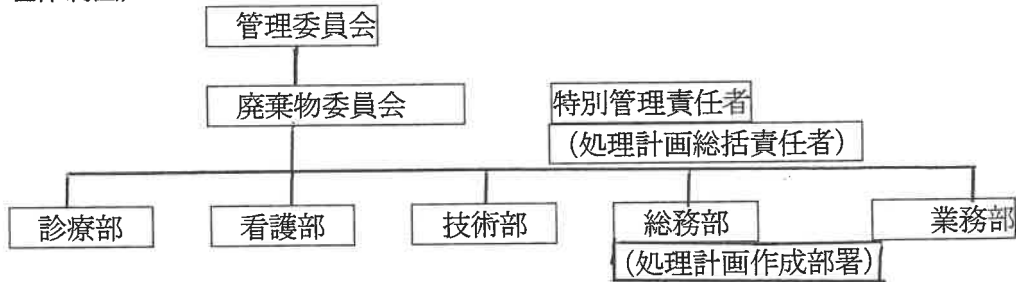 管理委員会
廃棄物委員会
特別管理責任者
（処理計画総括責任者）
診療部
看護部
技術部
総務部
業務部
（処理計画作成部署）